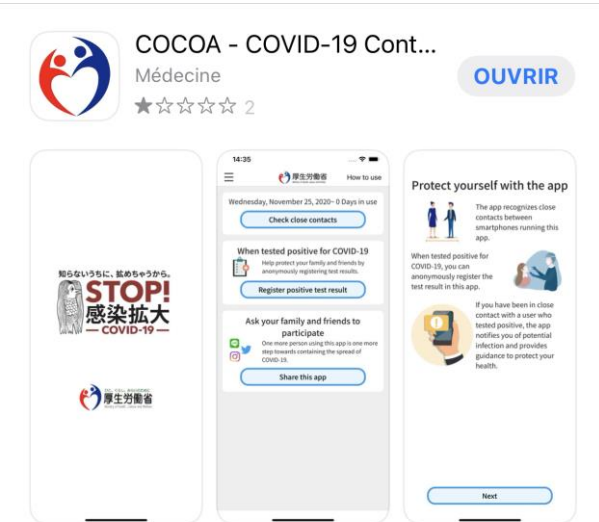 COCOA - COVID-19 Cont...
Médecine
OUVRIR
2
知らないうちに、拡めちゃうから。
STOP!
感染拡大
— COVID-19 —
厚生労働省
14:35
厚生労働省
How to use
Wednesday, November 25, 2020~ 0 Days in use
Check close contacts
When tested positive for COVID-19
Help protect your family and friends by
anonymously registering test results.
Register positive test result
Ask your family and friends to
participate
One more person using this app is one more
step towards containing the spread of
COVID-19.
Share this app
Protect yourself with the app
The app recognizes close
contacts between
smartphones running this
app.
When tested positive for
COVID-19, you can
anonymously register the
test result in this app.
If you have been in close
contact with a user who
tested positive, the app
notifies you of potential
infection and provides
guidance to protect your
health.
Next